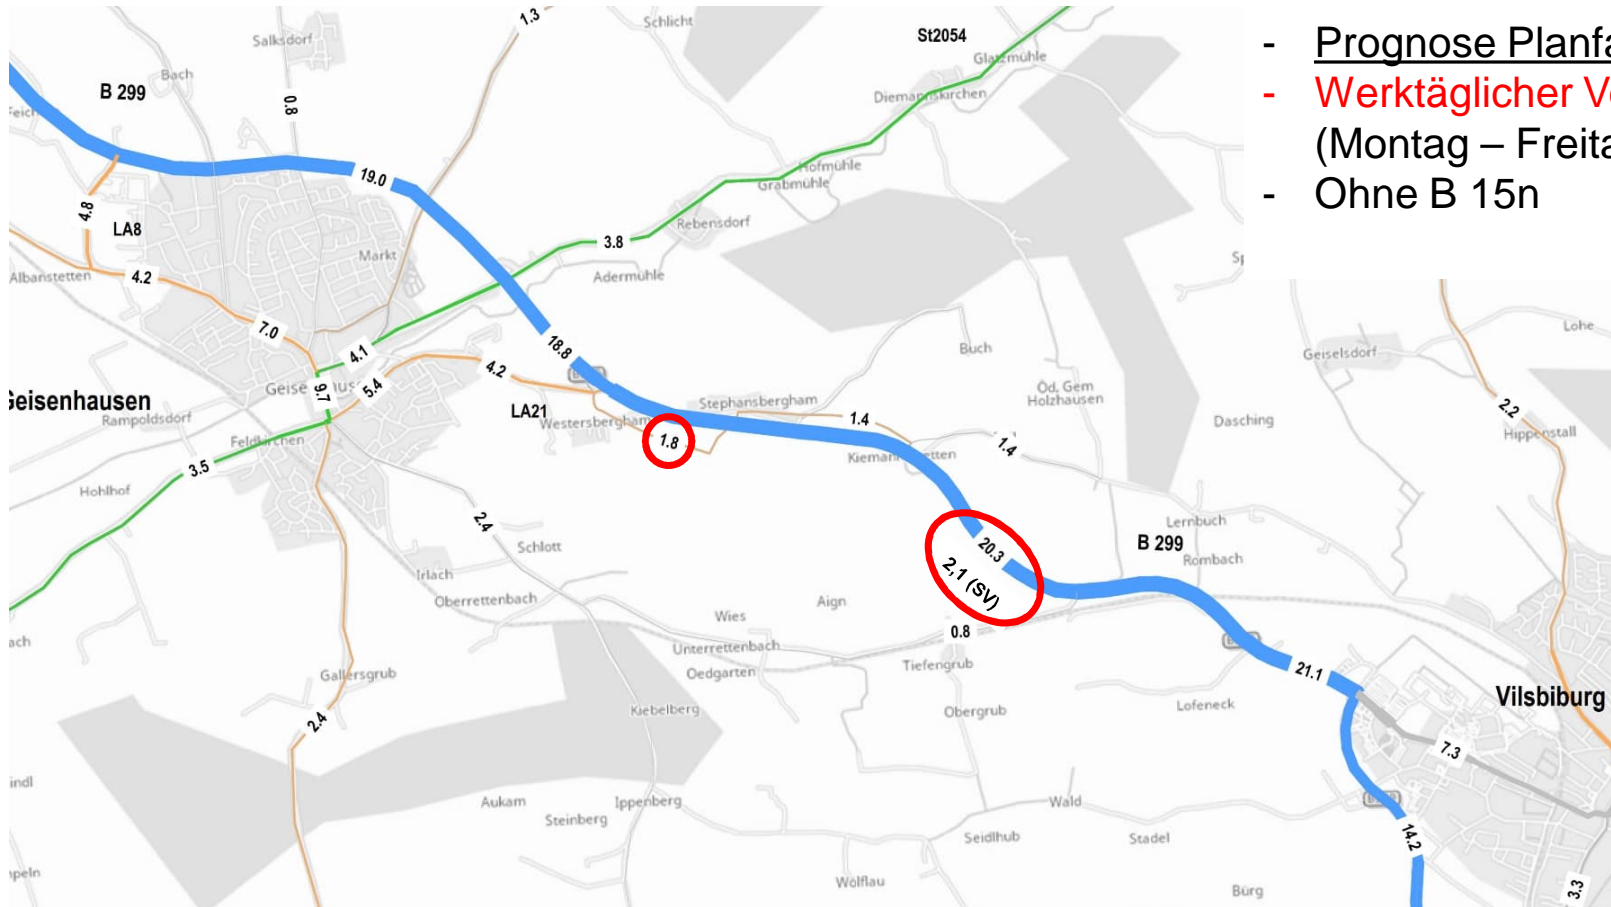 - Prognose Planfa
- Werktäglicher V
(Montag – Freita
- Ohne B 15n
1.3
Schlicht
St2054
Salksdorf
Glatzmühle
Bach
B 299
0.8
Diemannskirchen
Feich
19.0
Hofmühle
Grabmühle
4.8
LA8
Rebensdorf
3.8
Markt
Albanstetten
4.2
Adermühle
7.0
Lohe
18.8
Buch
4.1
Geiselsdorf
4.2
5.4
9.7
Öd. Gem
Holzhausen
Geisenhausen
LA21
Stephansbergham
2.2
Rampoldsdorf
Westersbergham
1.4
Dasching
Hippenstall
Feldkirchen
1.8
1.4
3.5
Hohlhof
2.4
Lernbuch
Schlott
20.3
B 299
Rombach
Irlach
2,1 (SV)
Oberrettenbach
Aign
Wies
0.8
Unterrettenbach
Oedgarten
Tiefengrub
21.1
Gallersgrub
Vilsbiburg
Kiebelberg
Obergrub
Lofeneck
2.4
7.3
indl
Aukam
Ippenberg
Wald
Steinberg
Seidlhub
Stadel
14.2
Wölflau
Bürg
3.3